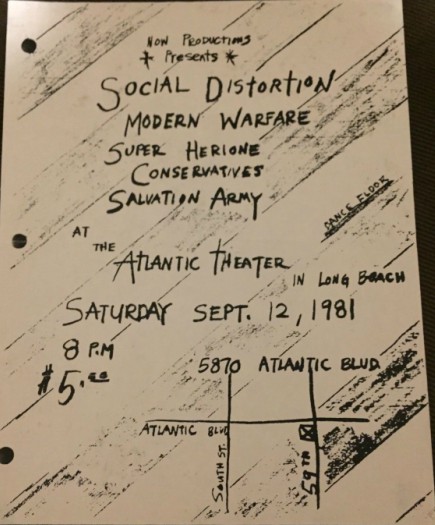 NOW PRODUCTIONS
* Presents *
SOCIAL DISTORTION
MODERN WARFARE
SUPER HERIONE
CONSERVATIVES
SALVATION ARMY
DANCE FLOOR
AT
THE
ATLANTIC THEATER
IN LONG BEACH
SATURDAY SEPT. 12, 1981
8 P.M
$5.00
5870 ATLANTIC BLVD.
ATLANTIC BLVD
SOUTH ST.
59TH